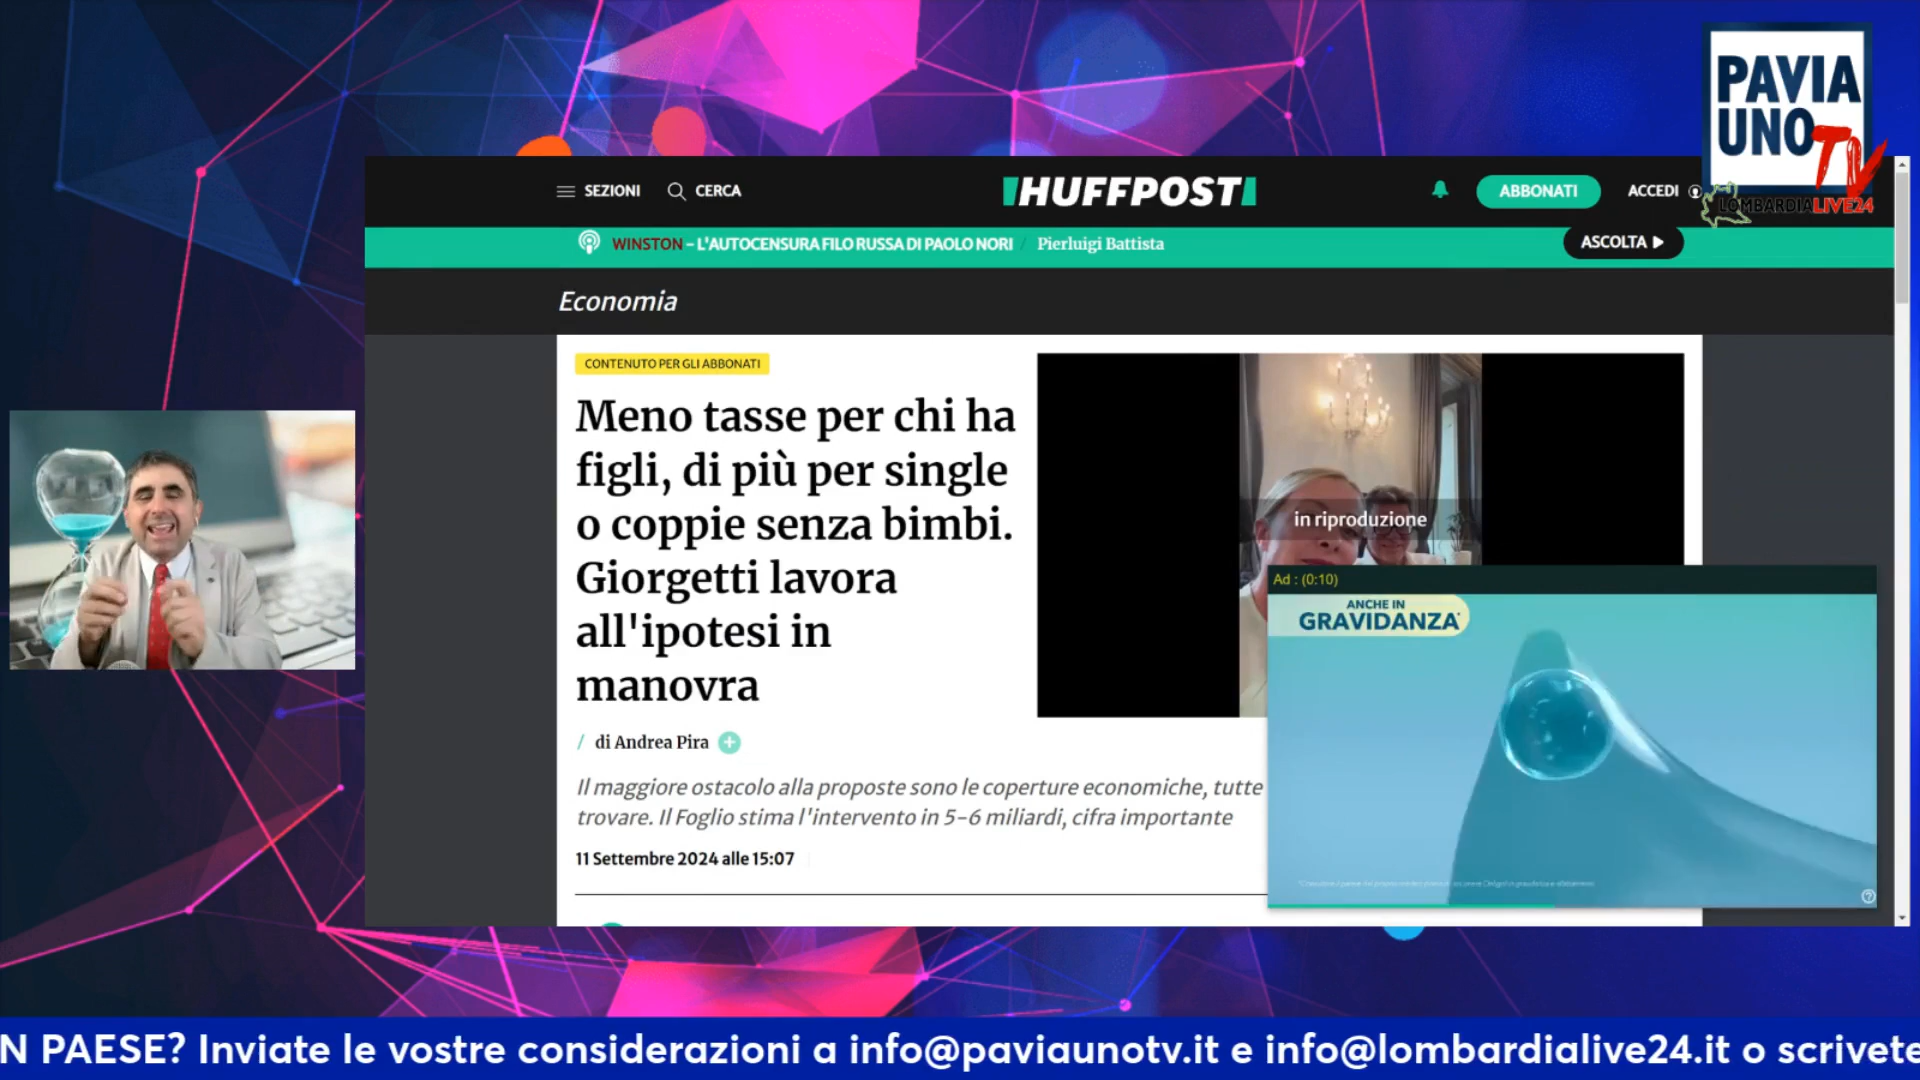 PAVIA
UNO TV
LOMBARDIALIVE24
SEZIONI
CERCA
HUFFPOST
ABBONATI
ACCEDI
WINSTON - L'AUTOCENSURA FILO RUSSA DI PAOLO NORI / Pierluigi Battista
ASCOLTA
Economia
CONTENUTO PER GLI ABBONATI
Meno tasse per chi ha
figli, di più per single
o coppie senza bimbi.
Giorgetti lavora
all'ipotesi in
manovra
in riproduzione
/ di Andrea Pira +
Il maggiore ostacolo alla proposte sono le coperture economiche, tutte
trovare. Il Foglio stima l'intervento in 5-6 miliardi, cifra importante
11 Settembre 2024 alle 15:07
Ad : (0:10)
ANCHE IN
GRAVIDANZA*
N PAESE? Inviate le vostre considerazioni a info@paviaunotv.it e info@lombardialive24.it o scrivete